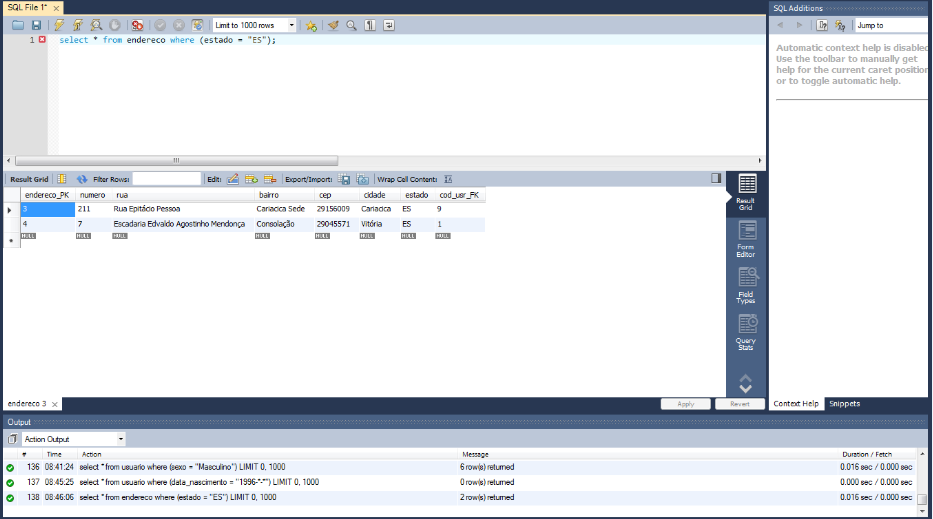 SQL File 1*
SQL Additions
Limit to 1000 rows
Jump to
1 select * from endereco where (estado = "ES");
Automatic context help is disabled.
Use the toolbar to manually get
help for the current caret position
or to toggle automatic help.
Result Grid Filter Rows: Edit: Export/Import: Wrap Cell Content:
endereco_PK numero rua bairro cep cidade estado cod_usr_FK
3 211 Rua Epitácio Pessoa Cariacica Sede 29156009 Cariacica ES 9
4 7 Escadaria Edvaldo Agostinho Mendonça Consolação 29045571 Vitória ES 1
NULL NULL NULL NULL NULL NULL NULL NULL
Result
Grid
Form
Editor
Field
Types
Query
Stats
endereco 3
Apply Revert
Context Help Snippets
Output
Action Output
# Time Action Message Duration / Fetch
136 08:41:24 select * from usuario where (sexo = "Masculino") LIMIT 0, 1000 6 row(s) returned 0.016 sec / 0.000 sec
137 08:45:25 select * from usuario where (data_nascimento = "1996-*-*") LIMIT 0, 1000 0 row(s) returned 0.000 sec / 0.000 sec
138 08:46:06 select * from endereco where (estado = "ES") LIMIT 0, 1000 2 row(s) returned 0.016 sec / 0.000 sec